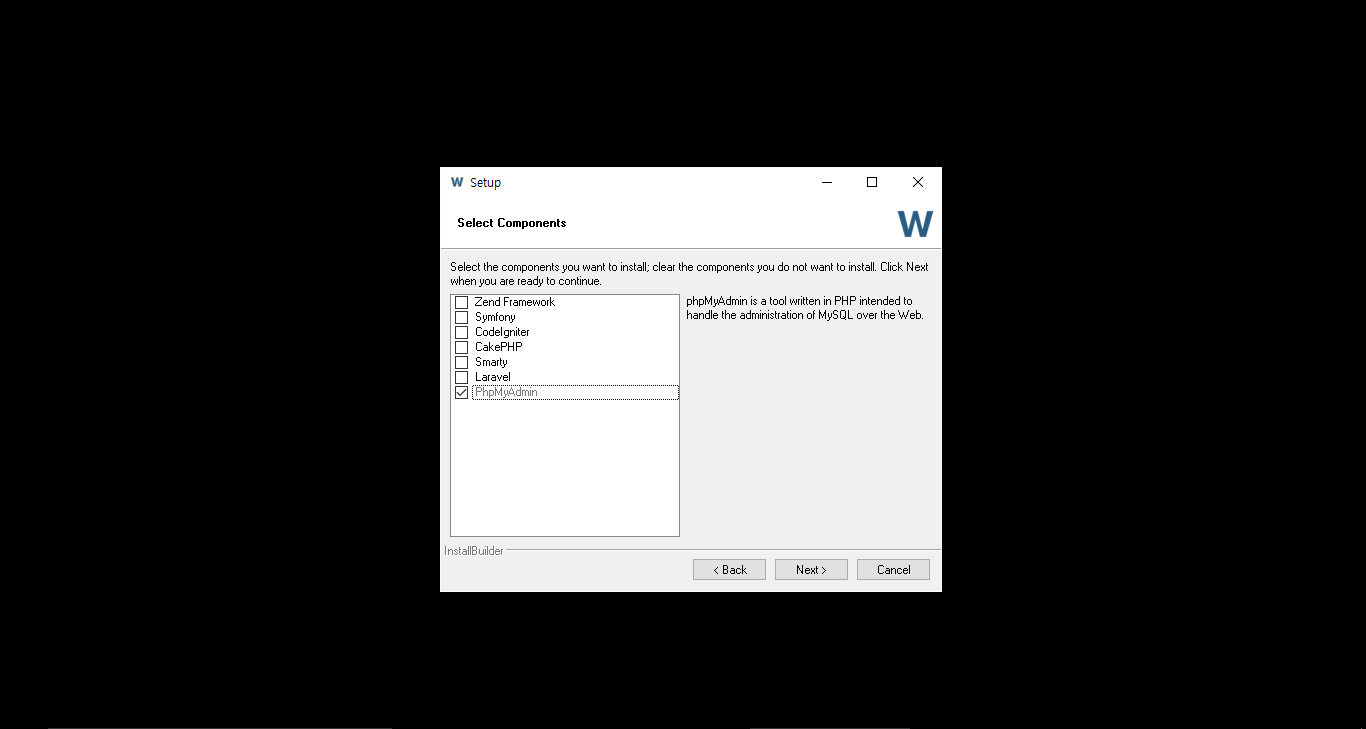 W Setup
Select Components
W
Select the components you want to install; clear the components you do not want to install. Click Next
when you are ready to continue.
Zend Framework
Symfony
CodeIgniter
CakePHP
Smarty
Laravel
PhpMyAdmin
phpMyAdmin is a tool written in PHP intended to
handle the administration of MySQL over the Web.
InstallBuilder
< Back
Next >
Cancel